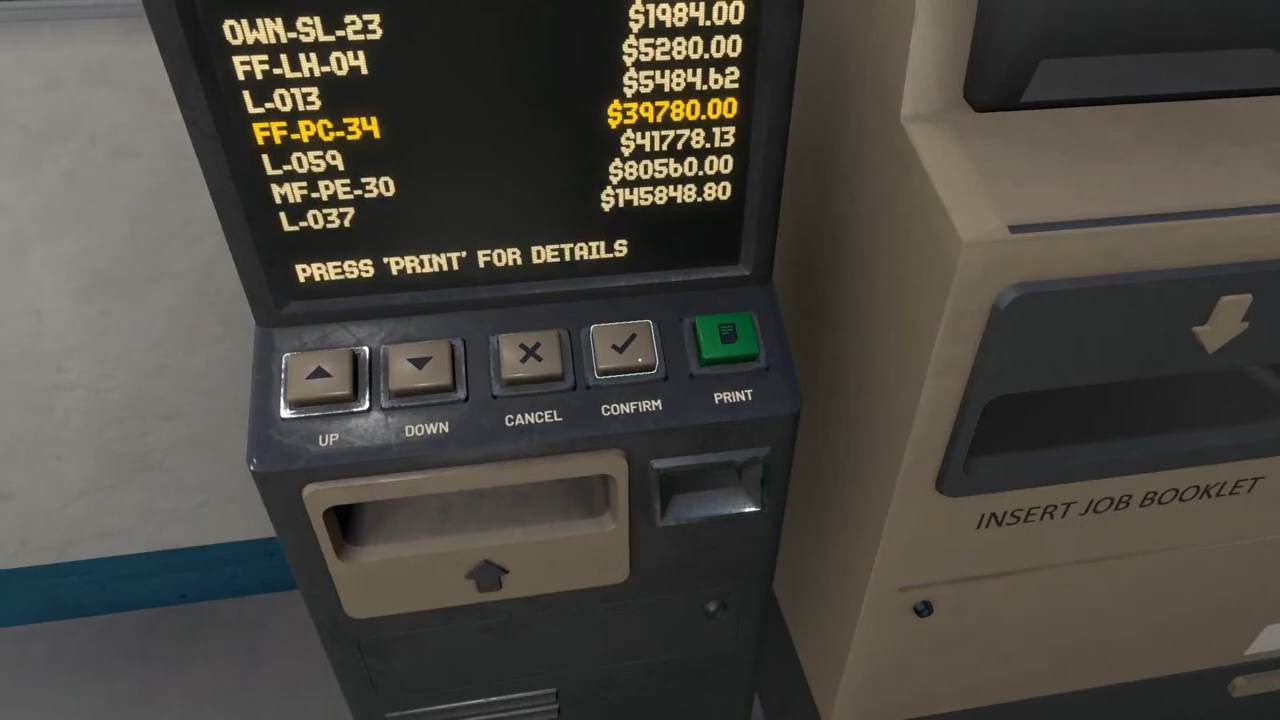 OWN-SL-23 $1984.00
FF-LH-04 $5280.00
L-013 $5484.62
FF-PC-34 $39780.00
L-059 $41778.13
MF-PE-30 $80560.00
L-037 $145848.80
PRESS 'PRINT' FOR DETAILS
UP DOWN CANCEL CONFIRM PRINT
INSERT JOB BOOKLET